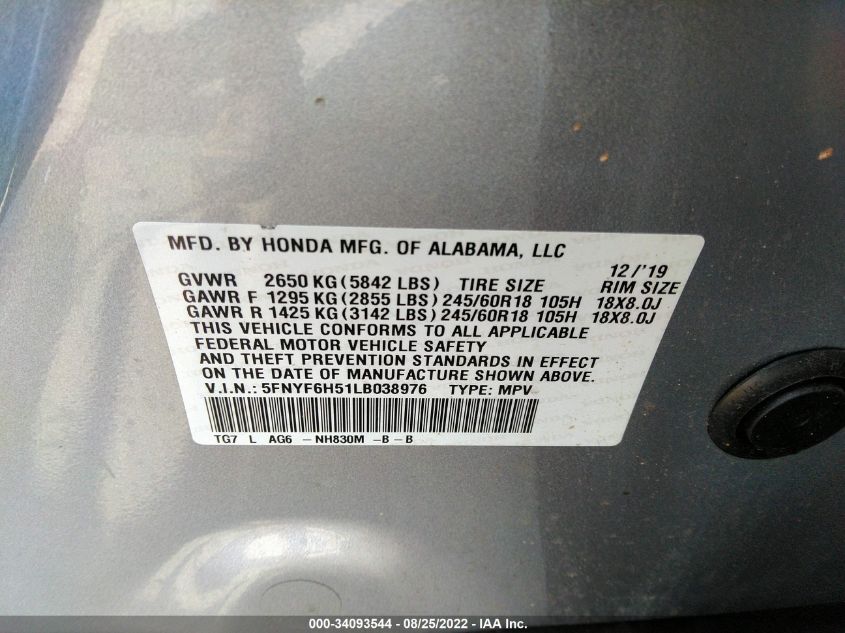 MFD. BY HONDA MFG. OF ALABAMA, LLC
12/'19
GVWR 2650 KG (5842 LBS) TIRE SIZE RIM SIZE
GAWR F 1295 KG (2855 LBS) 245/60R18 105H 18X8.0J
GAWR R 1425 KG (3142 LBS) 245/60R18 105H 18X8.0J
THIS VEHICLE CONFORMS TO ALL APPLICABLE
FEDERAL MOTOR VEHICLE SAFETY
AND THEFT PREVENTION STANDARDS IN EFFECT
ON THE DATE OF MANUFACTURE SHOWN ABOVE.
V.I.N.: 5FNYF6H51LB038976 TYPE: MPV
TG7 L AG6 - NH830M -B - B
000-34093544 - 08/25/2022 - IAA Inc.